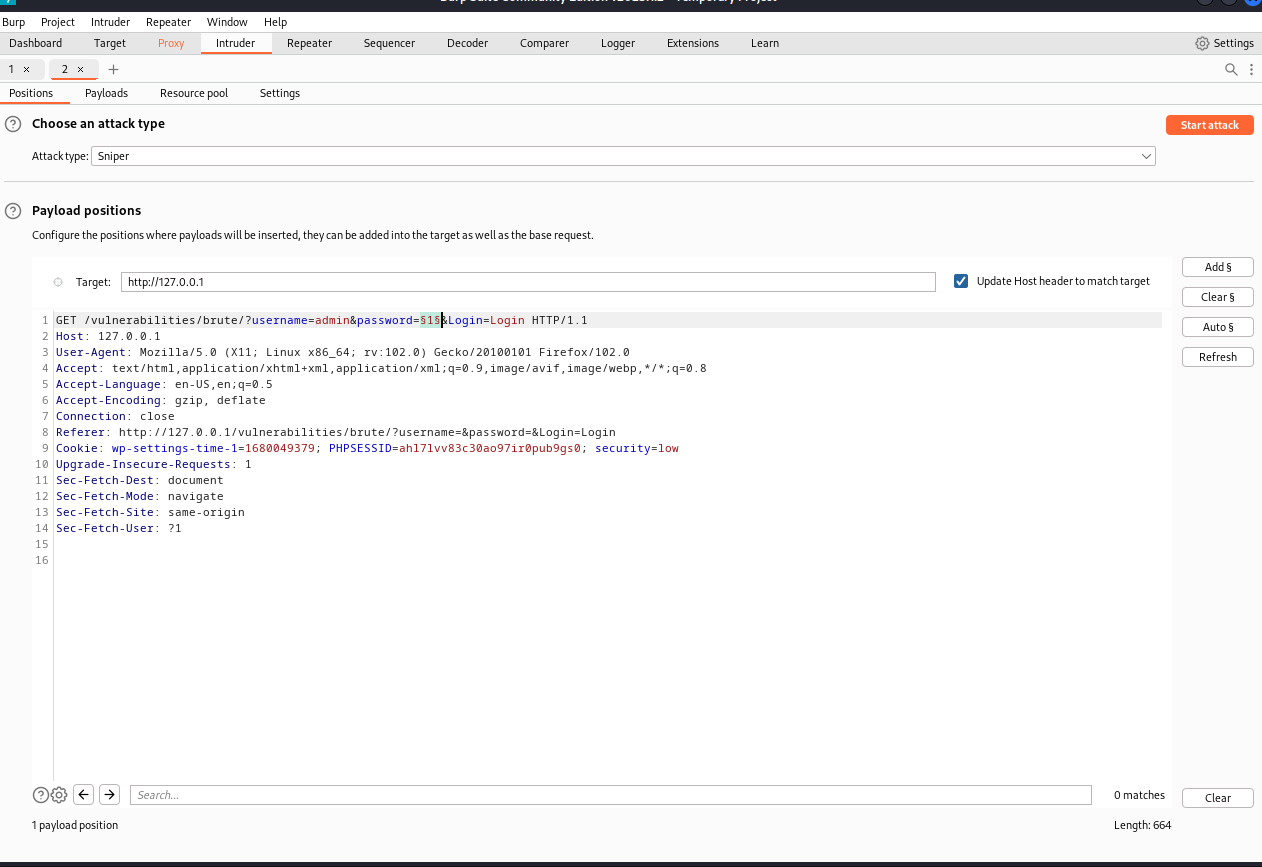 Burp Project Intruder Repeater Window Help
Dashboard Target Proxy Intruder Repeater Sequencer Decoder Comparer Logger Extensions Learn Settings
1 × 2 × +
Positions Payloads Resource pool Settings
? Choose an attack type Start attack
Attack type: Sniper
? Payload positions
Configure the positions where payloads will be inserted, they can be added into the target as well as the base request.
Target: http://127.0.0.1 Update Host header to match target
Add §
Clear §
Auto §
Refresh
1 GET /vulnerabilities/brute/?username=admin&password=§1§&Login=Login HTTP/1.1
2 Host: 127.0.0.1
3 User-Agent: Mozilla/5.0 (X11; Linux x86_64; rv:102.0) Gecko/20100101 Firefox/102.0
4 Accept: text/html,application/xhtml+xml,application/xml;q=0.9,image/avif,image/webp,*/*;q=0.8
5 Accept-Language: en-US,en;q=0.5
6 Accept-Encoding: gzip, deflate
7 Connection: close
8 Referer: http://127.0.0.1/vulnerabilities/brute/?username=&password=&Login=Login
9 Cookie: wp-settings-time-1=1680049379; PHPSESSID=ahl7lvv83c30ao97ir0pub9gs0; security=low
10 Upgrade-Insecure-Requests: 1
11 Sec-Fetch-Dest: document
12 Sec-Fetch-Mode: navigate
13 Sec-Fetch-Site: same-origin
14 Sec-Fetch-User: ?1
15
16
? Search... 0 matches Clear
1 payload position Length: 664